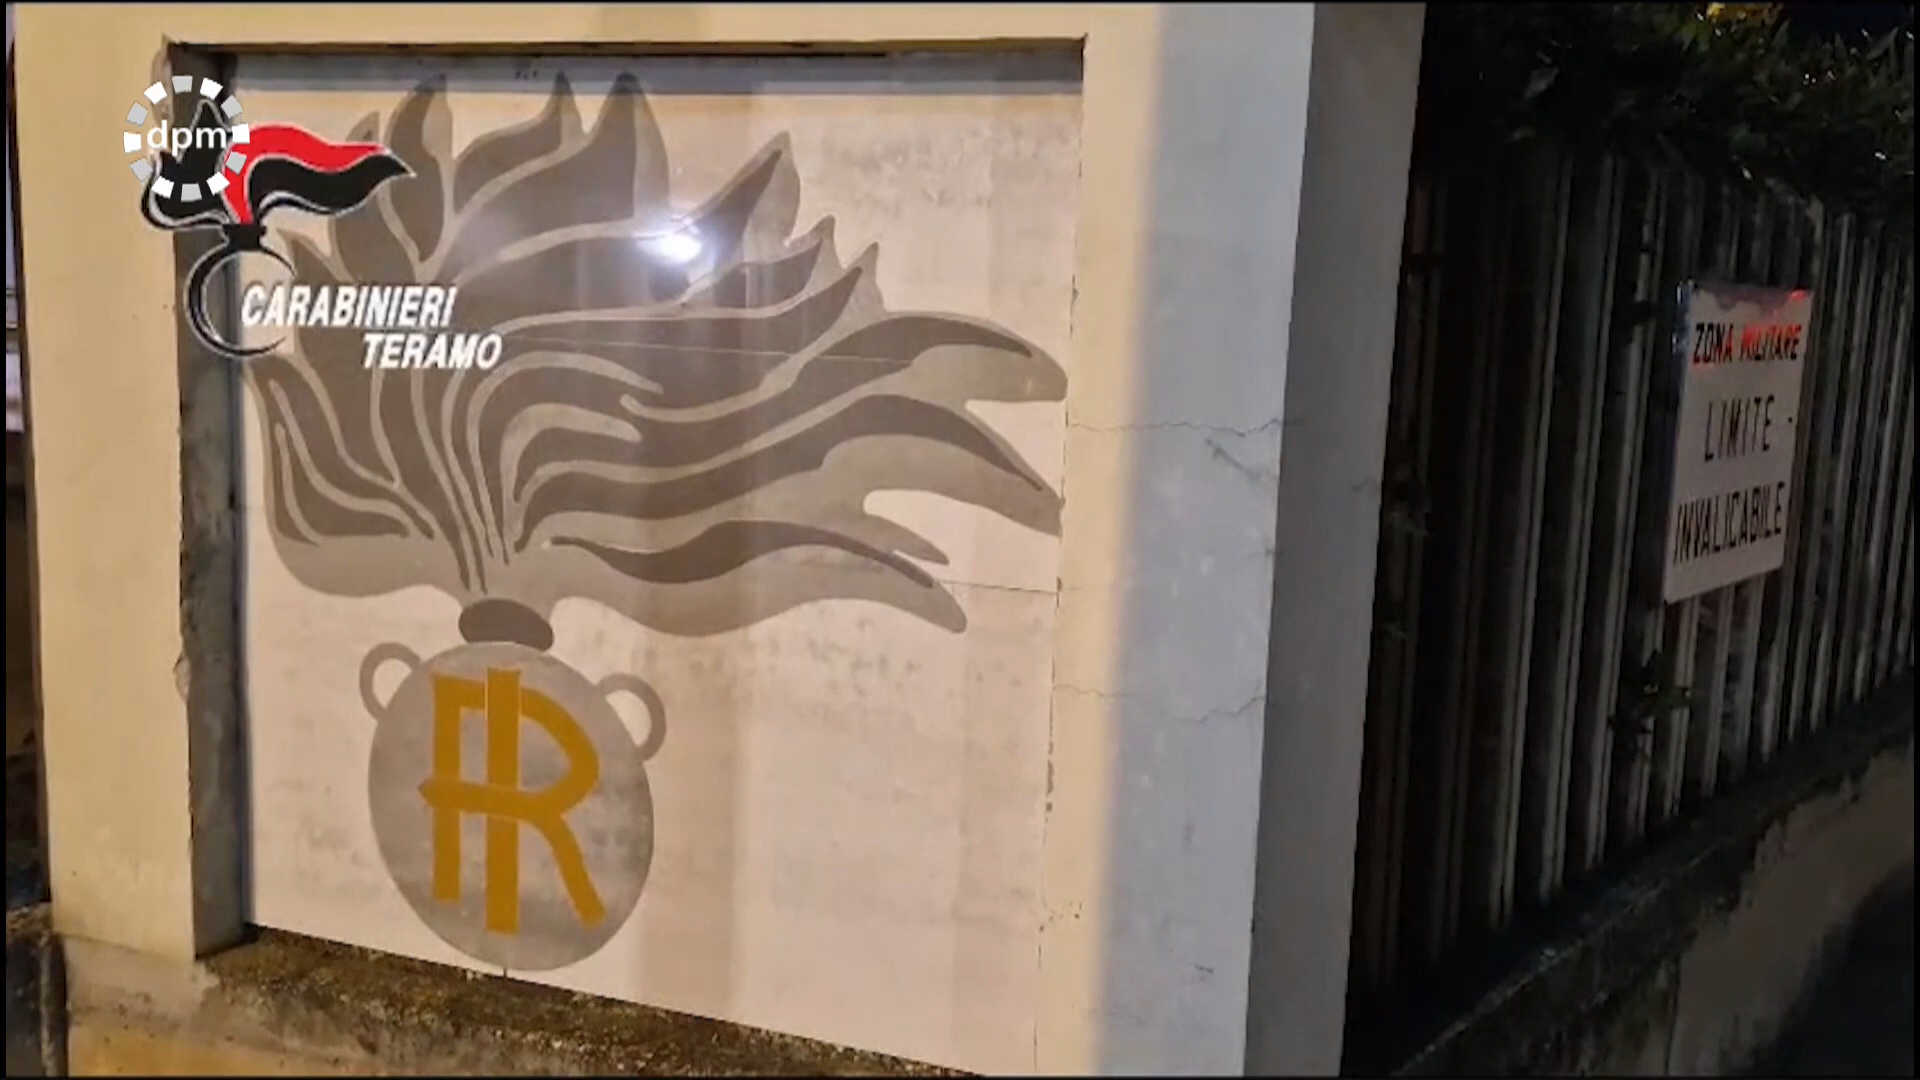 dpm
CARABINIERI
TERAMO
RI
ZONA MILITARE
LIMITE
INVALICABILE